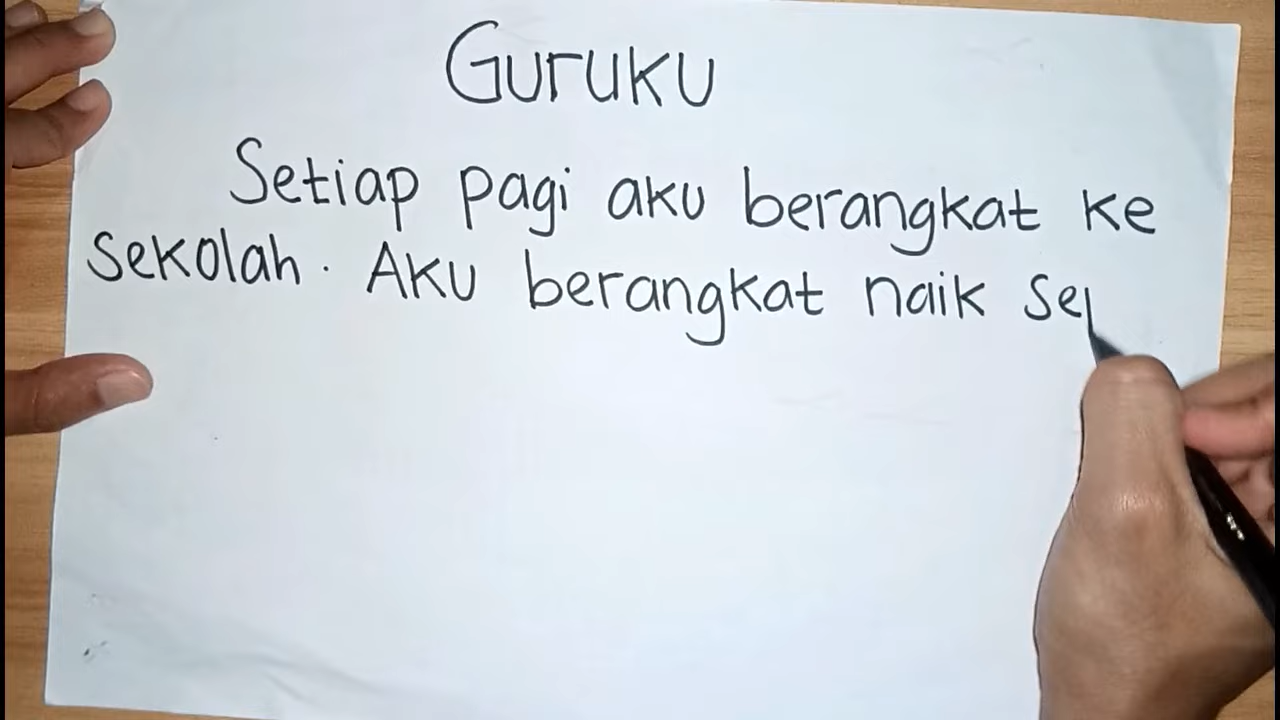 Guruku
Setiap pagi aku berangkat ke
sekolah. Aku berangkat naik